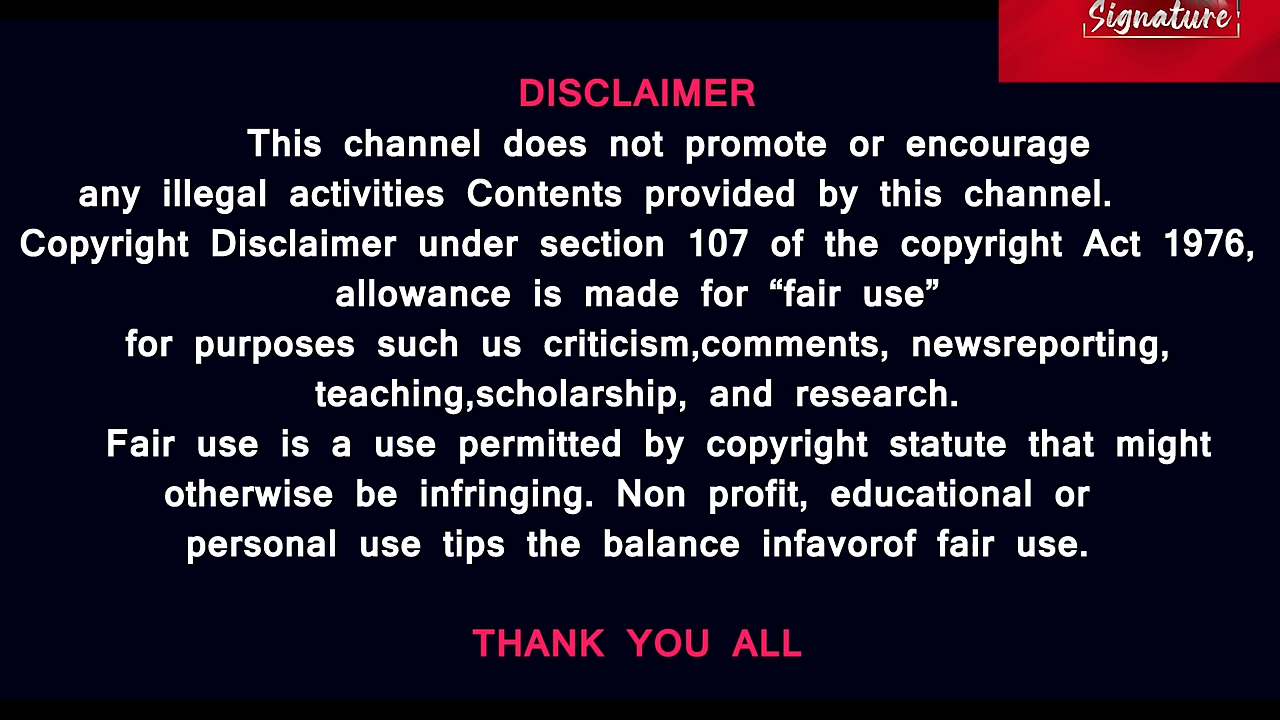 Signature
DISCLAIMER
This channel does not promote or encourage
any illegal activities Contents provided by this channel.
Copyright Disclaimer under section 107 of the copyright Act 1976,
allowance is made for “fair use”
for purposes such us criticism,comments, newsreporting,
teaching,scholarship, and research.
Fair use is a use permitted by copyright statute that might
otherwise be infringing. Non profit, educational or
personal use tips the balance infavorof fair use.
THANK YOU ALL